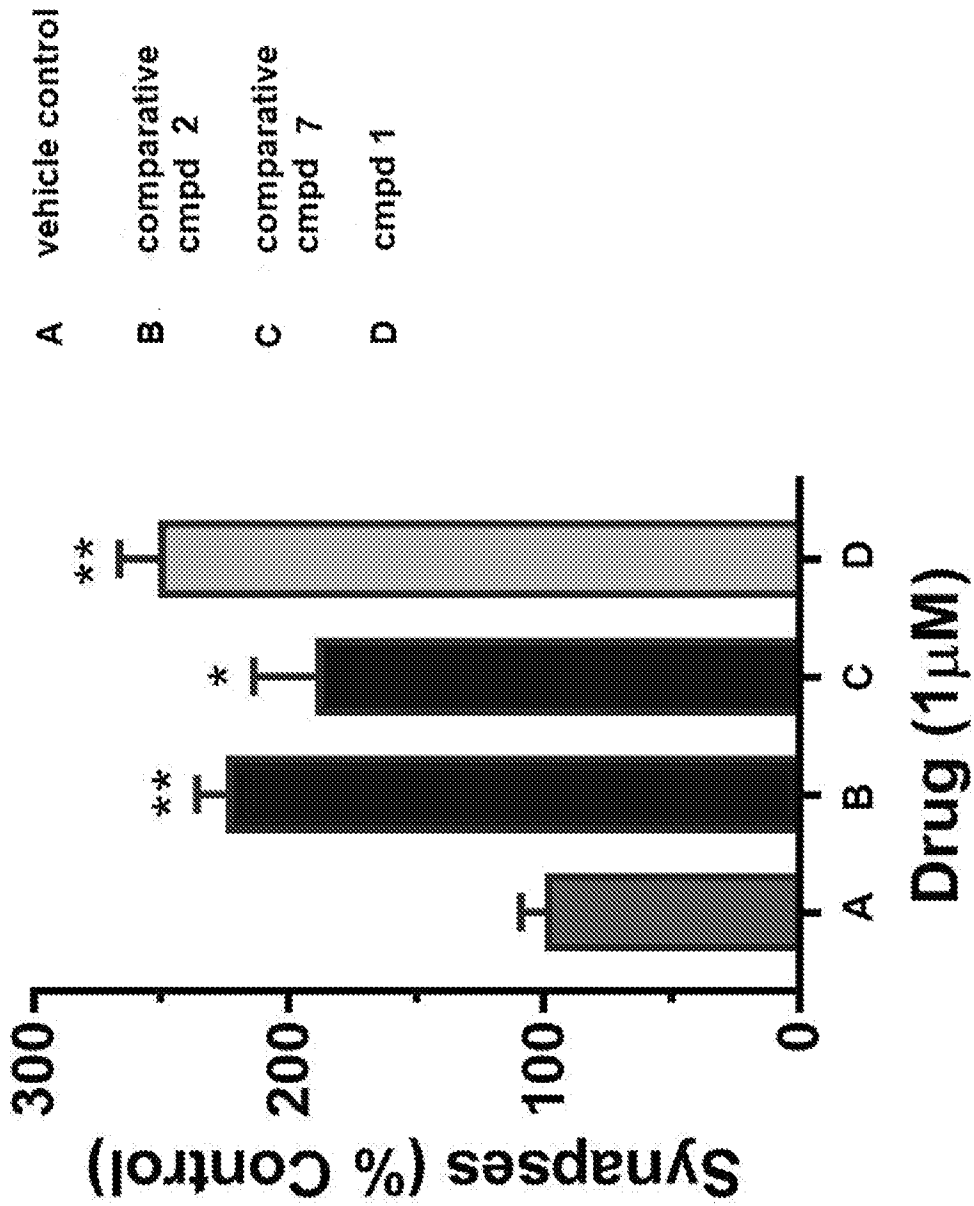 Synapses (% Control)
300
200
100
0
**
*
**
A B C D
Drug (1μM)
A vehicle control
B comparative
cmpd 2
C comparative
cmpd 7
D cmpd 1